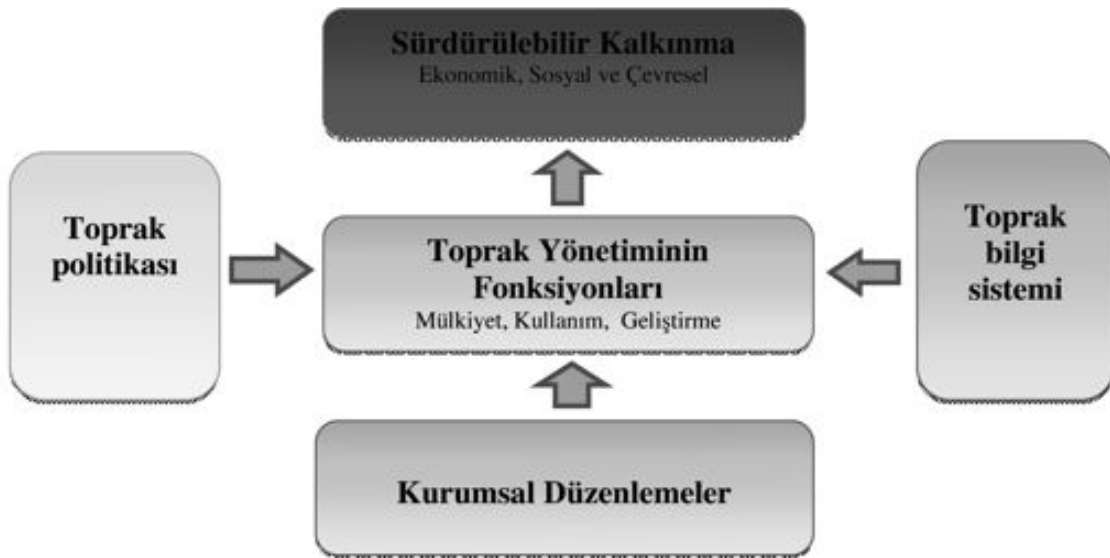 Sürdürülebilir Kalkınma
Ekonomik, Sosyal ve Çevresel
Toprak
politikası
Toprak Yönetiminin
Fonksiyonları
Mülkiyet, Kullanım, Geliştirme
Toprak
bilgi
sistemi
Kurumsal Düzenlemeler